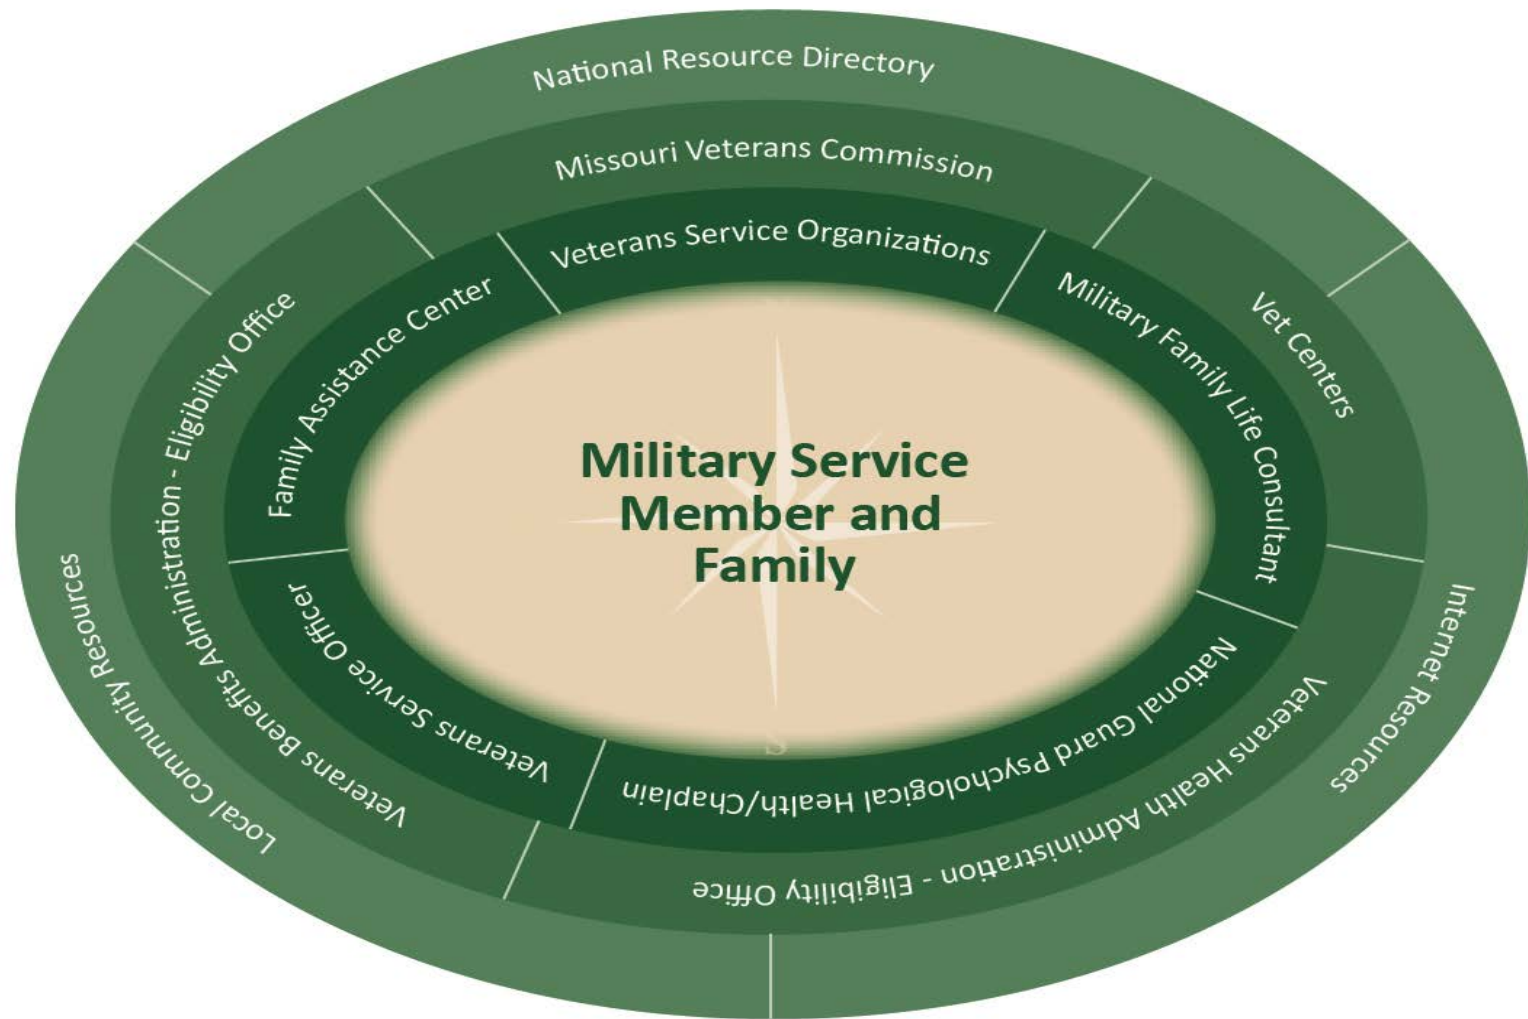 National Resource Directory
Internet Resources
Local Community Resources
Missouri Veterans Commission
Vet Centers
Veterans Health Administration - Eligibility Office
Veterans Benefits Administration - Eligibility Office
Veterans Service Organizations
Military Family Life Consultant
National Guard Psychological Health/Chaplain
Veterans Service Officer
Family Assistance Center
Military Service
Member and
Family
S